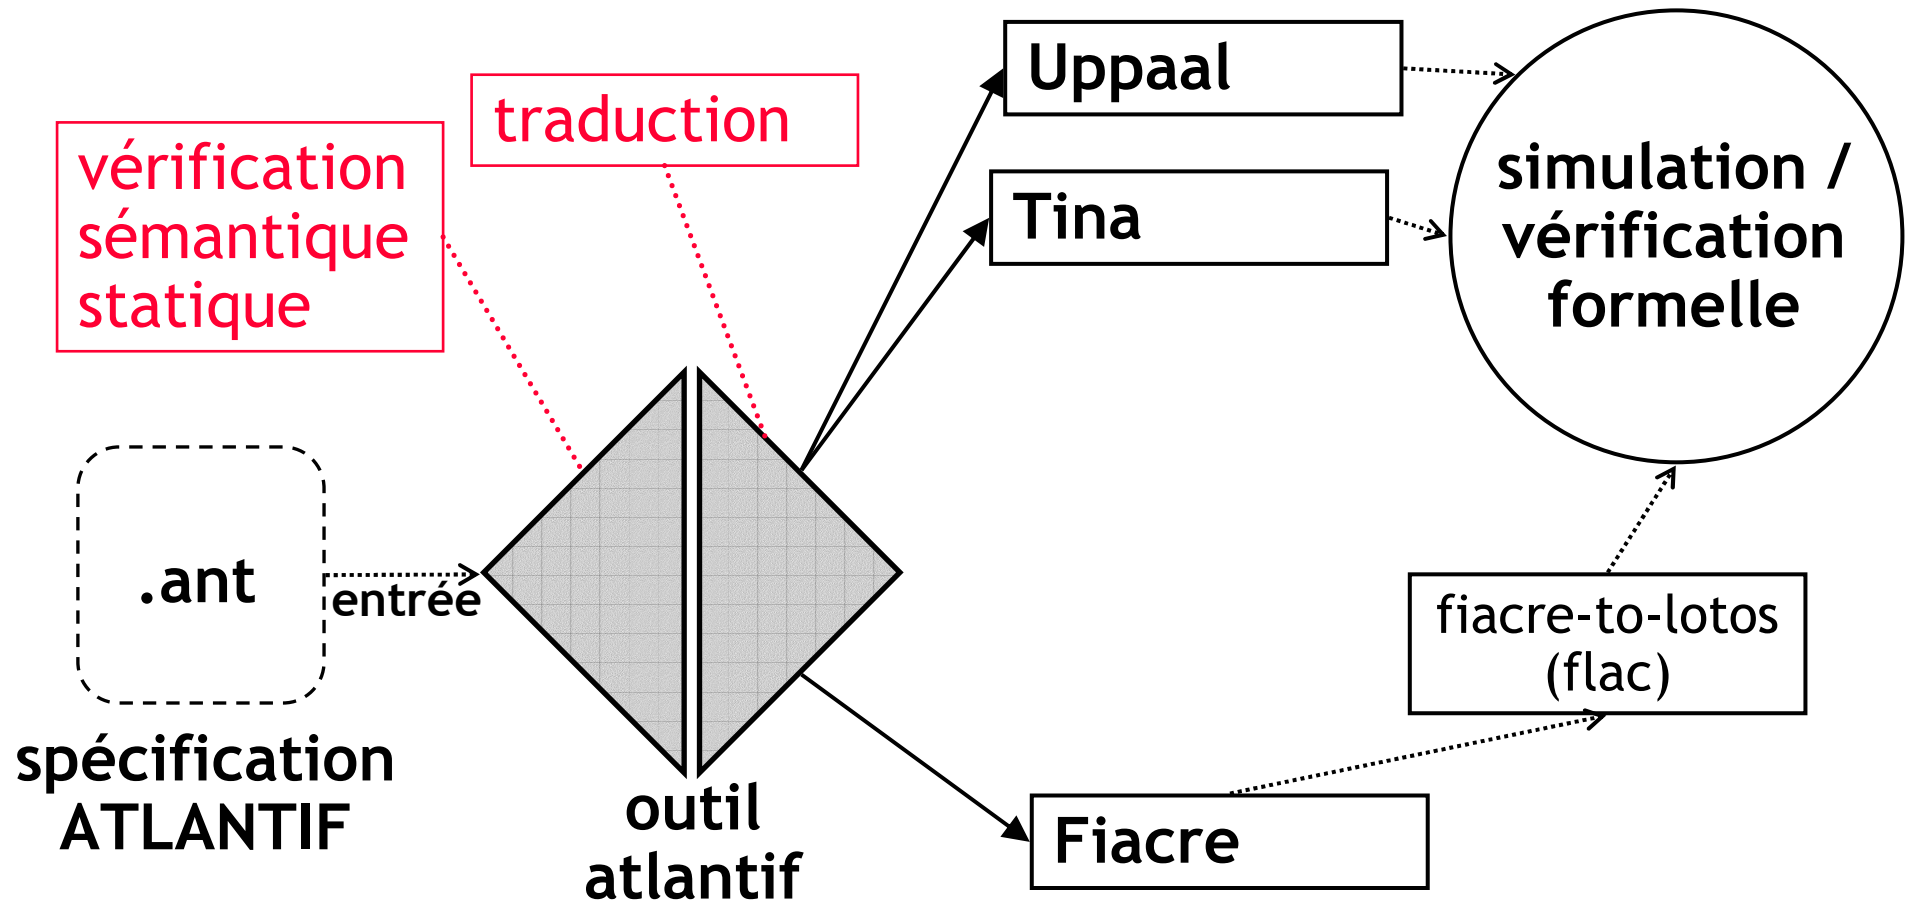 Uppaal
traduction
vérification
sémantique
statique
Tina
simulation /
vérification
formelle
.ant
entrée
fiacre-to-lotos
(flac)
spécification
ATLANTIF
outil
atlantif
Fiacre